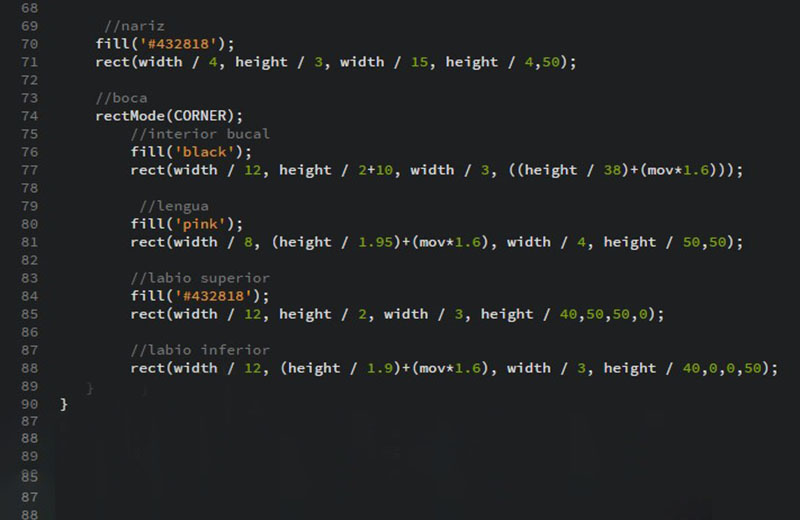 68
69 //nariz
70 fill('#432818');
71 rect(width / 4, height / 3, width / 15, height / 4,50);
72
73 //boca
74 rectMode(CORNER);
75 //interior bucal
76 fill('black');
77 rect(width / 12, height / 2+10, width / 3, ((height / 38)+(mov*1.6)));
78
79 //lengua
80 fill('pink');
81 rect(width / 8, (height / 1.95)+(mov*1.6), width / 4, height / 50,50);
82
83 //labio superior
84 fill('#432818');
85 rect(width / 12, height / 2, width / 3, height / 40,50,50,0);
86
87 //labio inferior
88 rect(width / 12, (height / 1.9)+(mov*1.6), width / 3, height / 40,0,0,50);
89 }
90 }
87
88
89
85
87
88